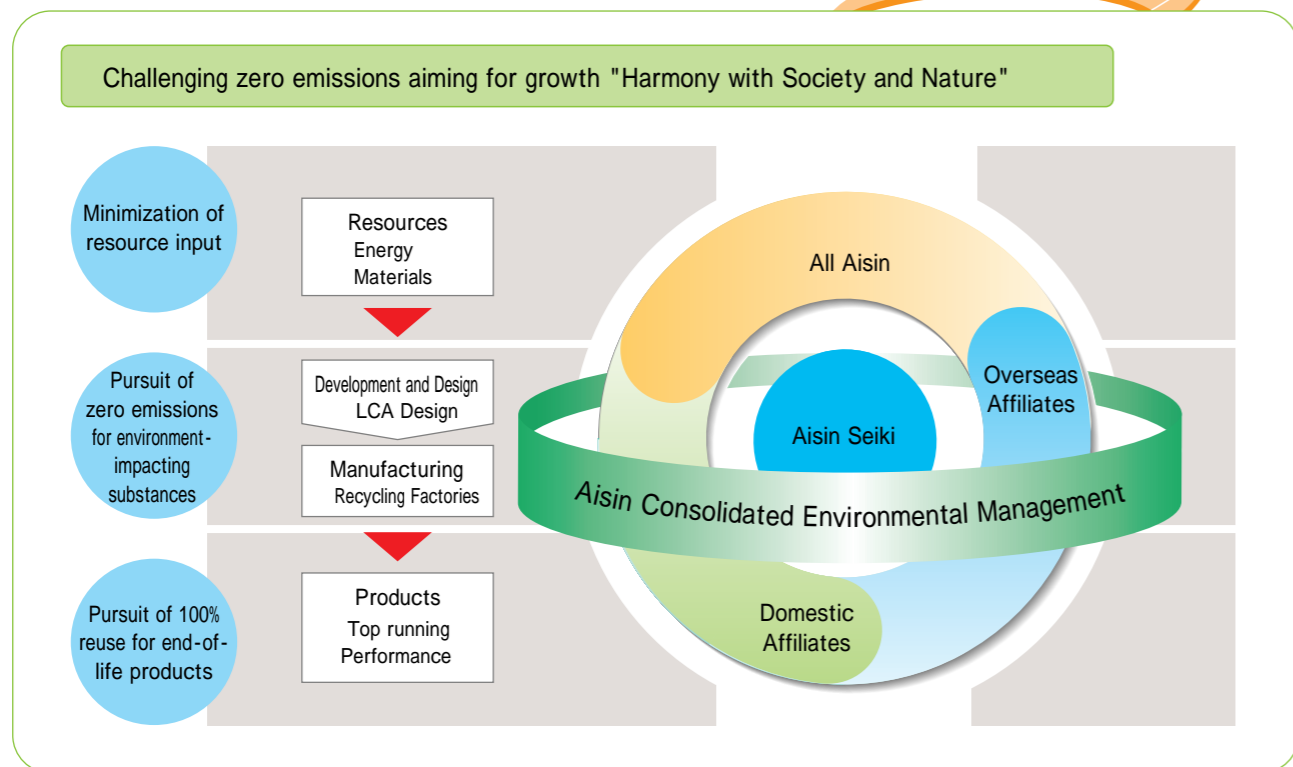 Challenging zero emissions aiming for growth "Harmony with Society and Nature"
Minimization of
resource input
Resources
Energy
Materials
Pursuit of
zero emissions
for environment-
impacting
substances
Development and Design
LCA Design
Manufacturing
Recycling Factories
Pursuit of 100%
reuse for end-of-
life products
Products
Top running
Performance
All Aisin
Overseas
Affiliates
Aisin Seiki
Aisin Consolidated Environmental Management
Domestic
Affiliates